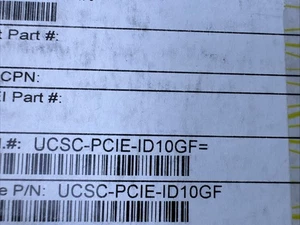 t Part #:
CPN:
I Part #:
.#: UCSC-PCIE-ID10GF=
e P/N: UCSC-PCIE-ID10GF